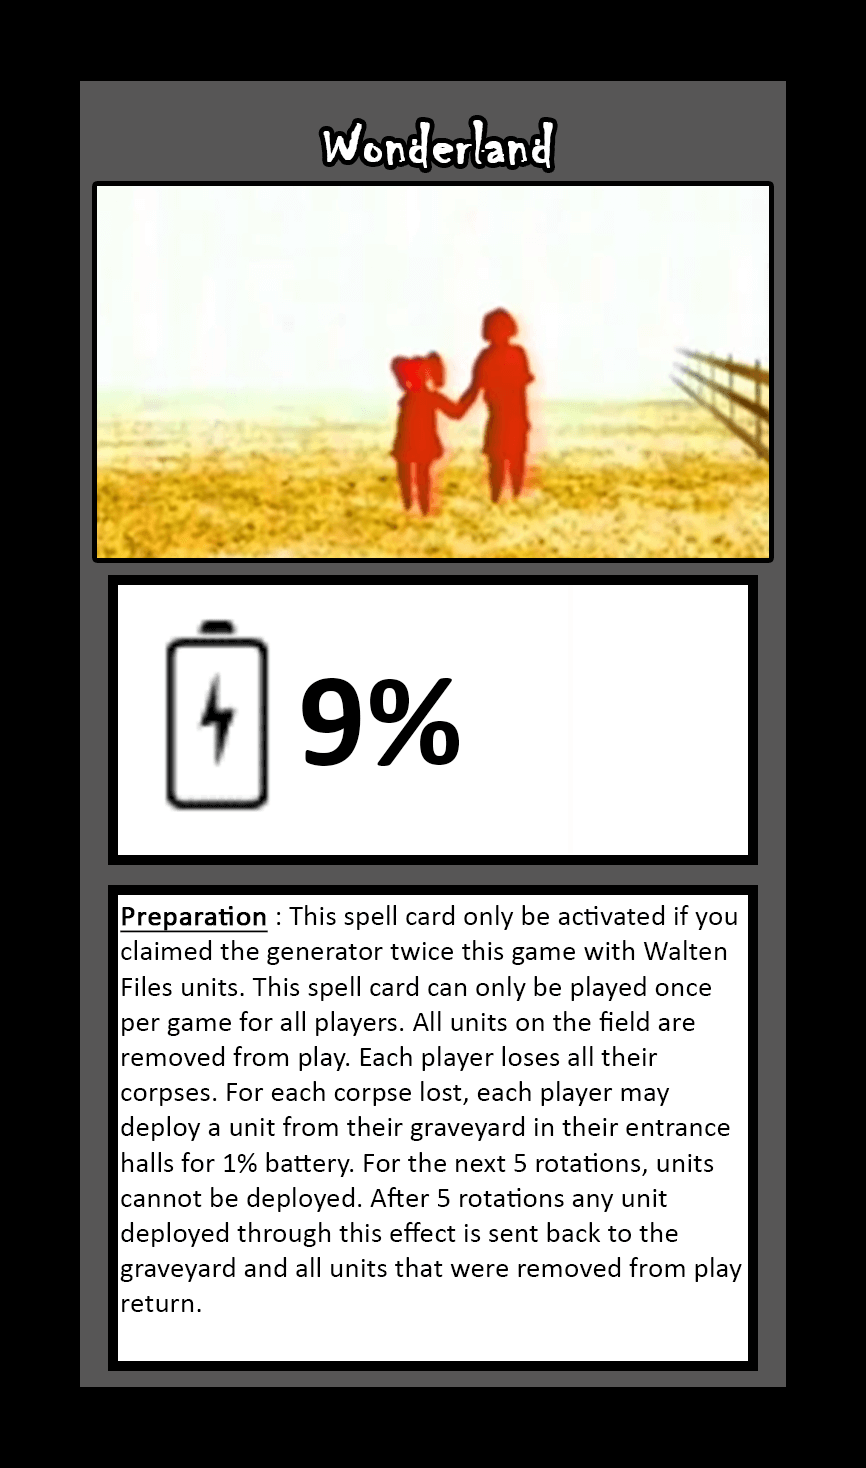 Wonderland
9%
Preparation : This spell card only be activated if you
claimed the generator twice this game with Walten
Files units. This spell card can only be played once
per game for all players. All units on the field are
removed from play. Each player loses all their
corpses. For each corpse lost, each player may
deploy a unit from their graveyard in their entrance
halls for 1% battery. For the next 5 rotations, units
cannot be deployed. After 5 rotations any unit
deployed through this effect is sent back to the
graveyard and all units that were removed from play
return.